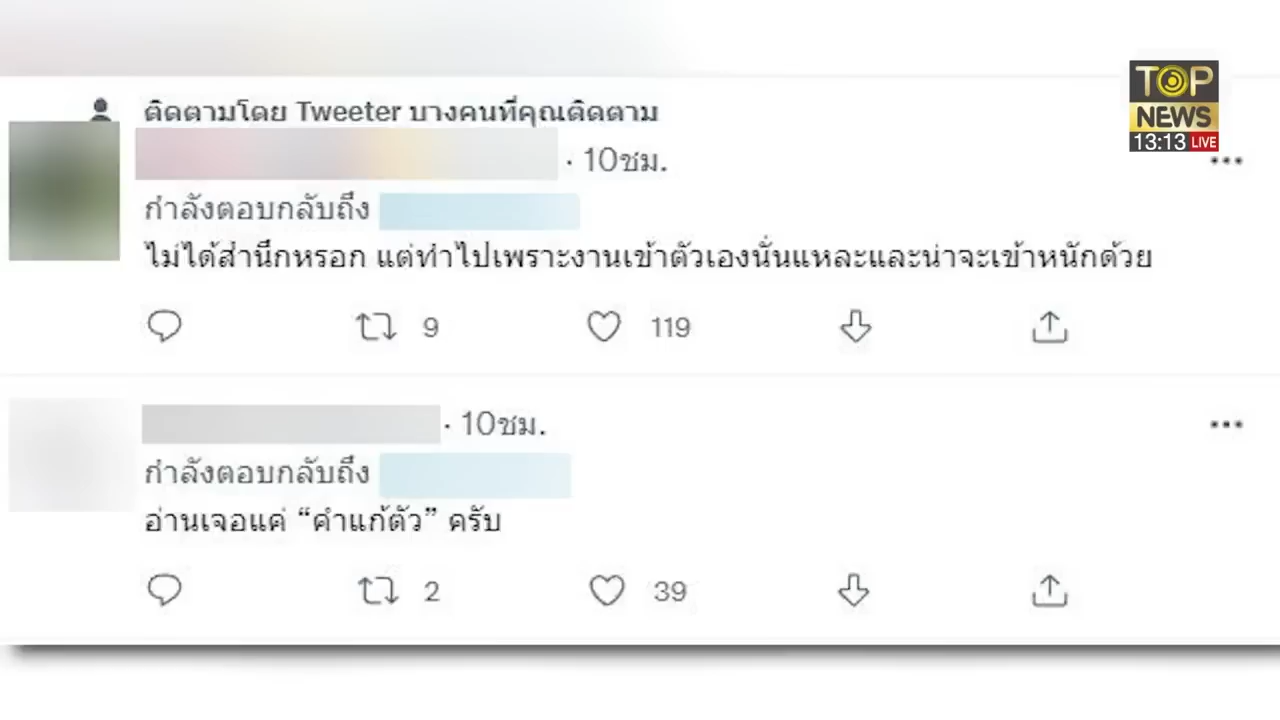 TOP
NEWS
13:13 LIVE
ติดตามโดย Tweeter บางคนที่คุณติดตาม
· 10ชม.
กำลังตอบกลับถึง
ไม่ได้สำนึกหรอก แต่ทำไปเพราะงานเข้าตัวเองนั่นแหละและน่าจะเข้าหนักด้วย
9 119
· 10ชม.
กำลังตอบกลับถึง
อ่านเจอแค่ “คำแก้ตัว” ครับ
2 39